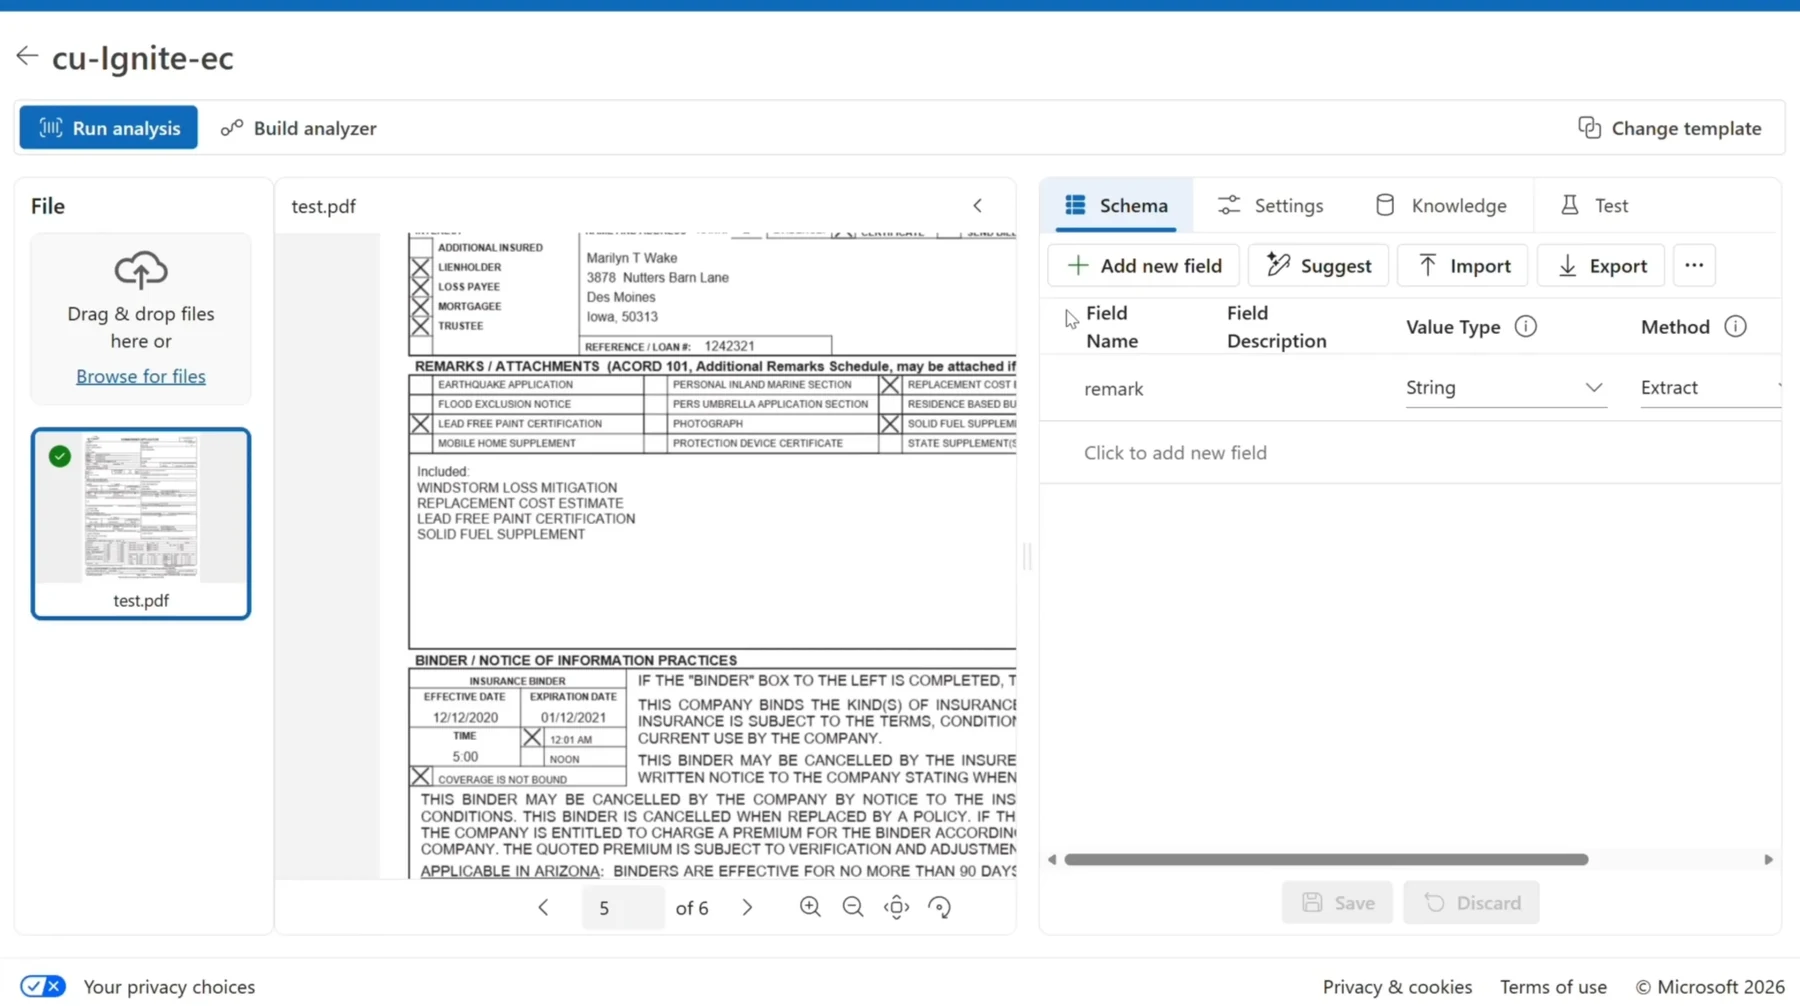 cu-Ignite-ec
Run analysis
Build analyzer
Change template
File
Drag & drop files
here or
Browse for files
test.pdf
test.pdf
ADDITIONAL INSURED
LIENHOLDER
LOSS PAYEE
MORTGAGEE
TRUSTEE
Marilyn T Wake
3878 Nutters Barn Lane
Des Moines
Iowa, 50313
REFERENCE / LOAN #: 1242321
REMARKS / ATTACHMENTS (ACORD 101, Additional Remarks Schedule, may be attached if
EARTHQUAKE APPLICATION PERSONAL INLAND MARINE SECTION REPLACEMENT COST
FLOOD EXCLUSION NOTICE PERS UMBRELLA APPLICATION SECTION RESIDENCE BASED BU
LEAD FREE PAINT CERTIFICATION PHOTOGRAPH SOLID FUEL SUPPLEM
MOBILE HOME SUPPLEMENT PROTECTION DEVICE CERTIFICATE STATE SUPPLEMENT(S
Included:
WINDSTORM LOSS MITIGATION
REPLACEMENT COST ESTIMATE
LEAD FREE PAINT CERTIFICATION
SOLID FUEL SUPPLEMENT
BINDER / NOTICE OF INFORMATION PRACTICES
INSURANCE BINDER
EFFECTIVE DATE EXPIRATION DATE
12/12/2020 01/12/2021
TIME
5:00
12:01 AM
NOON
COVERAGE IS NOT BOUND
IF THE "BINDER" BOX TO THE LEFT IS COMPLETED, T
THIS COMPANY BINDS THE KIND(S) OF INSURANCE
INSURANCE IS SUBJECT TO THE TERMS, CONDITION
CURRENT USE BY THE COMPANY.
THIS BINDER MAY BE CANCELLED BY THE INSURE
WRITTEN NOTICE TO THE COMPANY STATING WHEN
THIS BINDER MAY BE CANCELLED BY THE COMPANY BY NOTICE TO THE INS
CONDITIONS. THIS BINDER IS CANCELLED WHEN REPLACED BY A POLICY. IF TH
THE COMPANY IS ENTITLED TO CHARGE A PREMIUM FOR THE BINDER ACCORDIN
COMPANY. THE QUOTED PREMIUM IS SUBJECT TO VERIFICATION AND ADJUSTMEN
APPLICABLE IN ARIZONA: BINDERS ARE EFFECTIVE FOR NO MORE THAN 90 DAYS
5 of 6
Schema
Settings
Knowledge
Test
Add new field
Suggest
Import
Export
Field Name
Field Description
Value Type
Method
remark
String
Extract
Click to add new field
Save
Discard
Your privacy choices
Privacy & cookies
Terms of use
© Microsoft 2026